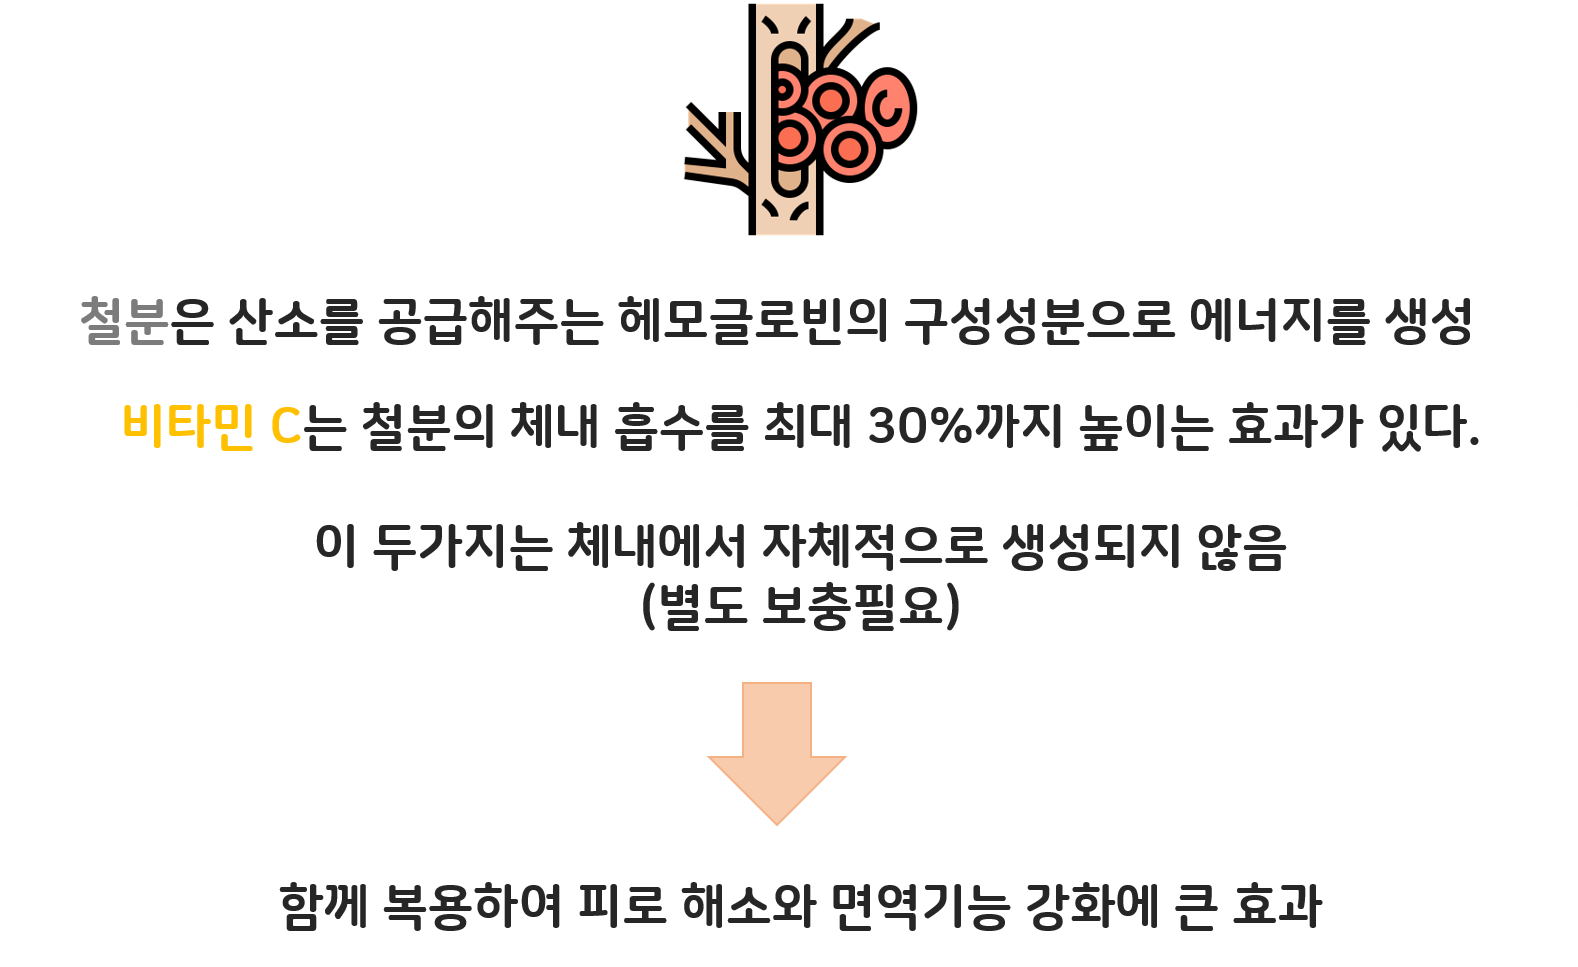 철분은 산소를 공급해주는 헤모글로빈의 구성성분으로 에너지를 생성
비타민 C는 철분의 체내 흡수를 최대 30%까지 높이는 효과가 있다.
이 두가지는 체내에서 자체적으로 생성되지 않음
(별도 보충필요)
함께 복용하여 피로 해소와 면역기능 강화에 큰 효과